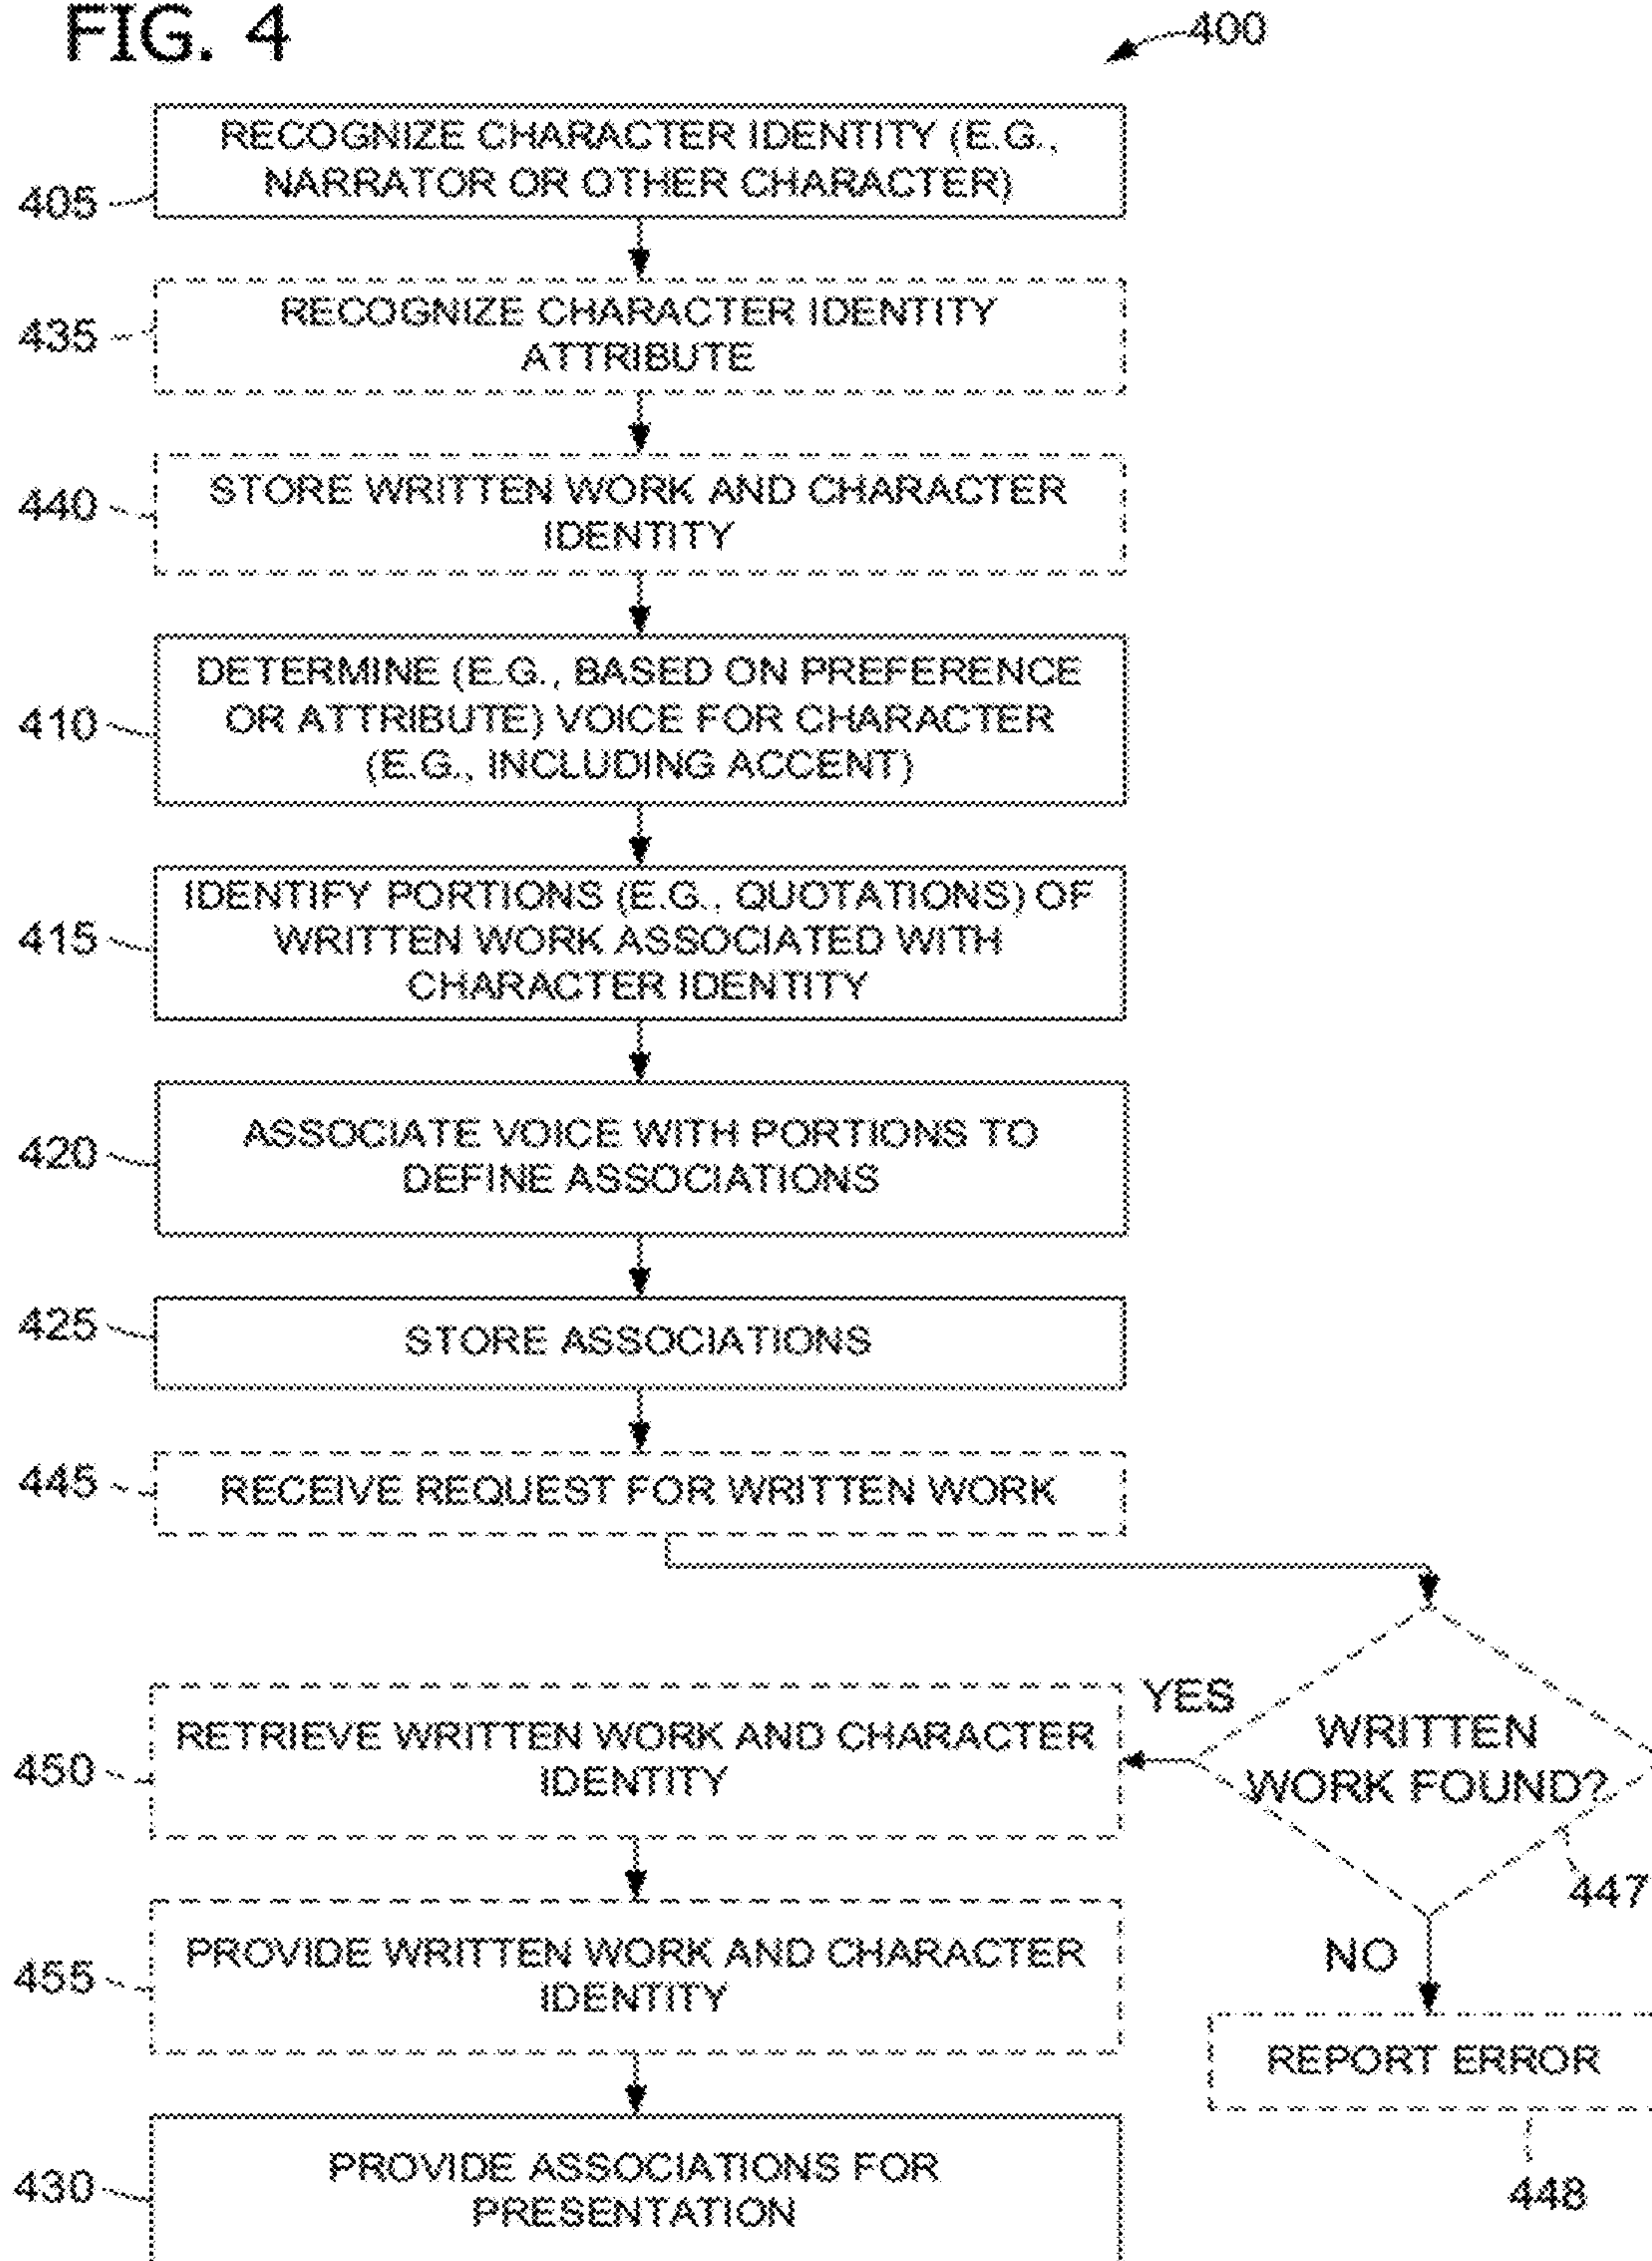 FIG. 4
400
RECOGNIZE CHARACTER IDENTITY (E.G.,
NARRATOR OR OTHER CHARACTER)
405
RECOGNIZE CHARACTER IDENTITY
ATTRIBUTE
435
STORE WRITTEN WORK AND CHARACTER
IDENTITY
440
DETERMINE (E.G., BASED ON PREFERENCE
OR ATTRIBUTE) VOICE FOR CHARACTER
(E.G., INCLUDING ACCENT)
410
IDENTIFY PORTIONS (E.G., QUOTATIONS) OF
WRITTEN WORK ASSOCIATED WITH
CHARACTER IDENTITY
415
ASSOCIATE VOICE WITH PORTIONS TO
DEFINE ASSOCIATIONS
420
STORE ASSOCIATIONS
425
RECEIVE REQUEST FOR WRITTEN WORK
445
WRITTEN
WORK FOUND?
447
YES
RETRIEVE WRITTEN WORK AND CHARACTER
IDENTITY
450
PROVIDE WRITTEN WORK AND CHARACTER
IDENTITY
455
NO
REPORT ERROR
448
PROVIDE ASSOCIATIONS FOR
PRESENTATION
430